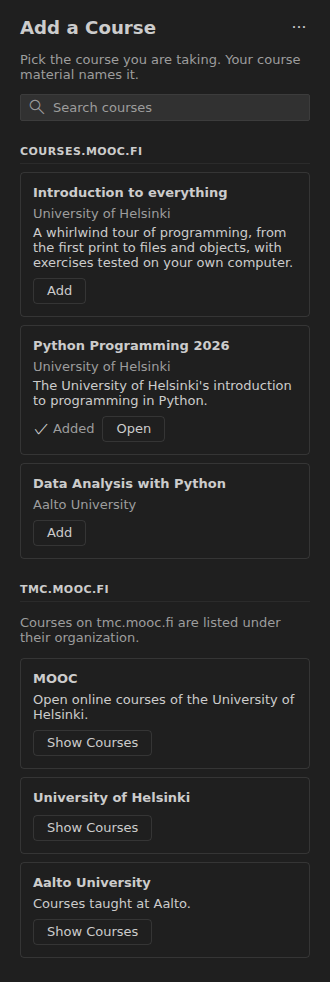 Add a Course
Pick the course you are taking. Your course
material names it.
Search courses
COURSES.MOOC.FI
Introduction to everything
University of Helsinki
A whirlwind tour of programming, from
the first print to files and objects, with
exercises tested on your own computer.
Add
Python Programming 2026
University of Helsinki
The University of Helsinki's introduction
to programming in Python.
Added Open
Data Analysis with Python
Aalto University
Add
TMC.MOOC.FI
Courses on tmc.mooc.fi are listed under
their organization.
MOOC
Open online courses of the University of
Helsinki.
Show Courses
University of Helsinki
Show Courses
Aalto University
Courses taught at Aalto.
Show Courses